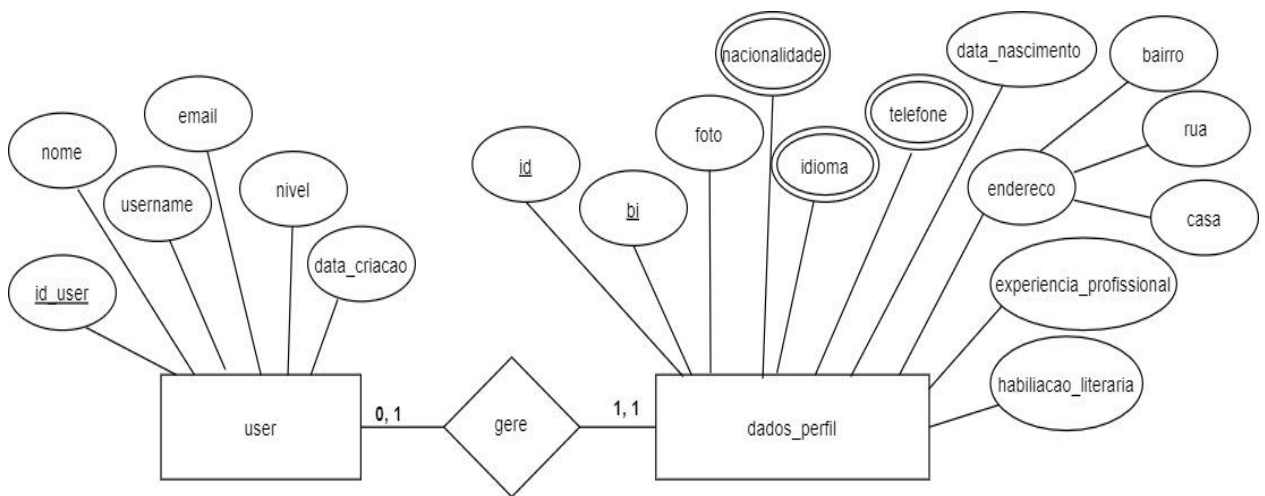 nacionalidade
data_nascimento
bairro
email
telefone
nome
foto
rua
id
idioma
username
nivel
bi
endereco
casa
id_user
data_criacao
experiencia_profissional
habiliacao_literaria
user
0, 1
gere
1, 1
dados_perfil